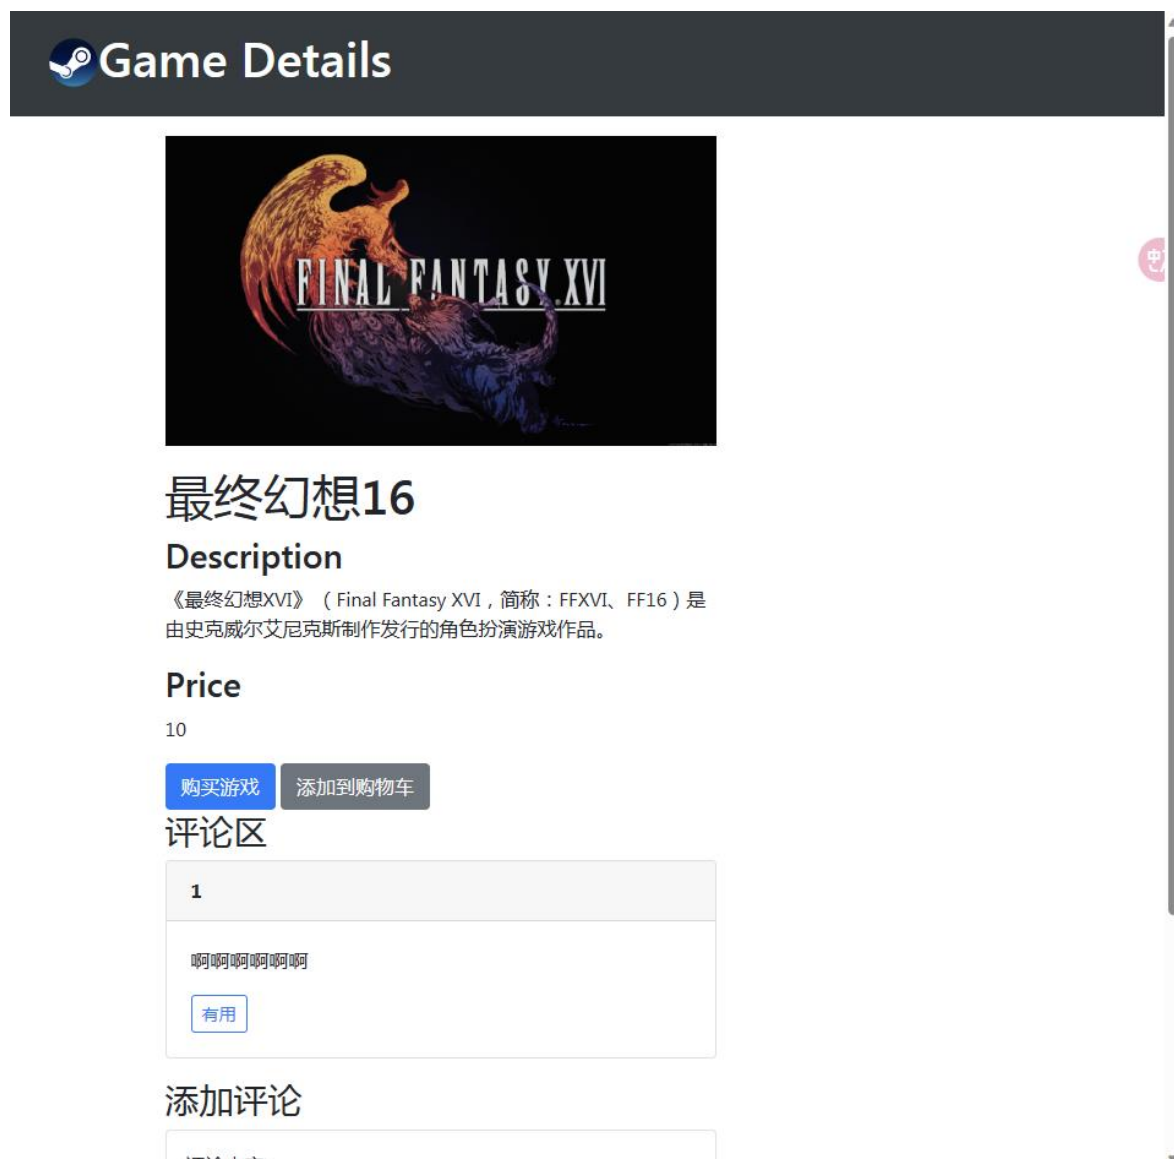 Game Details
FINAL FANTASY XVI
最终幻想16
Description
《最终幻想XVI》（Final Fantasy XVI，简称：FFXVI、FF16）是
由史克威尔艾尼克斯制作发行的角色扮演游戏作品。
Price
10
购买游戏 添加到购物车
评论区
1
啊啊啊啊啊啊
有用
添加评论